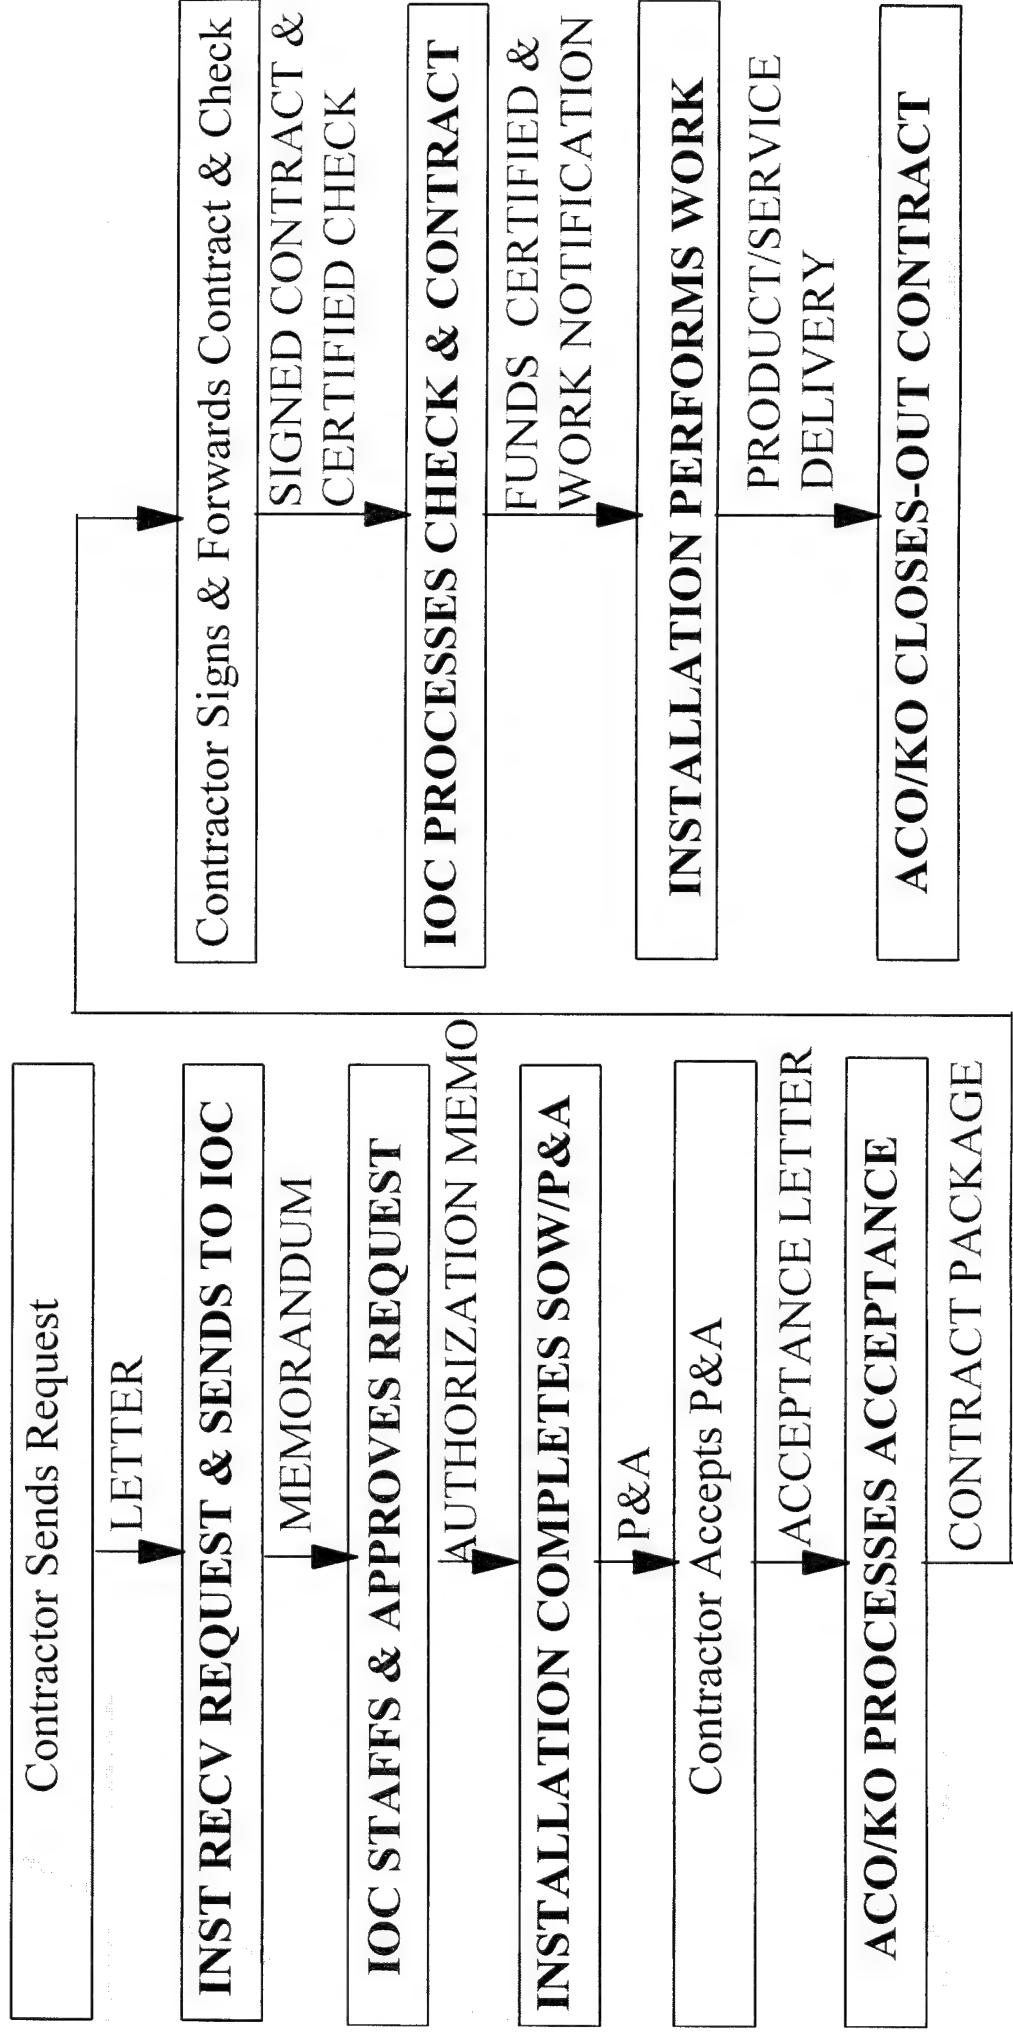 Contractor Sends Request
LETTER
INST RECV REQUEST & SENDS TO IOC
MEMORANDUM
IOC STAFFS & APPROVES REQUEST
AUTHORIZATION MEMO
INSTALLATION COMPLETES SOW/P&A
P&A
Contractor Accepts P&A
ACCEPTANCE LETTER
ACO/KO PROCESSES ACCEPTANCE
CONTRACT PACKAGE
Contractor Signs & Forwards Contract & Check
SIGNED CONTRACT &
CERTIFIED CHECK
IOC PROCESSES CHECK & CONTRACT
FUNDS CERTIFIED &
WORK NOTIFICATION
INSTALLATION PERFORMS WORK
PRODUCT/SERVICE
DELIVERY
ACO/KO CLOSES-OUT CONTRACT